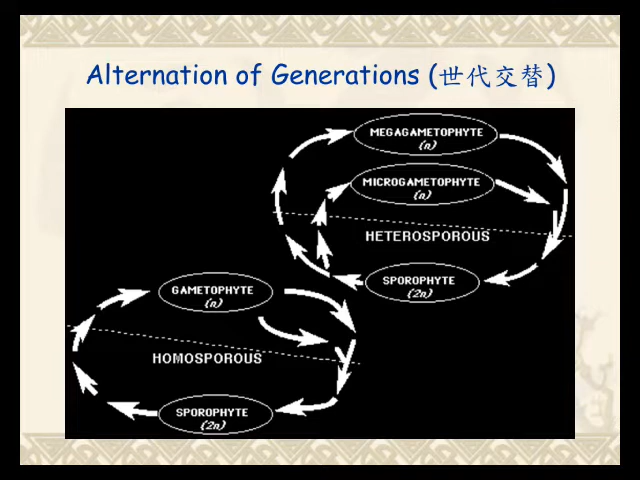 Alternation of Generations (世代交替)
MEGAGAMETOPHYTE
(n)
MICROGAMETOPHYTE
(n)
HETEROSPOROUS
SPOROPHYTE
(2n)
GAMETOPHYTE
(n)
HOMOSPOROUS
SPOROPHYTE
(2n)